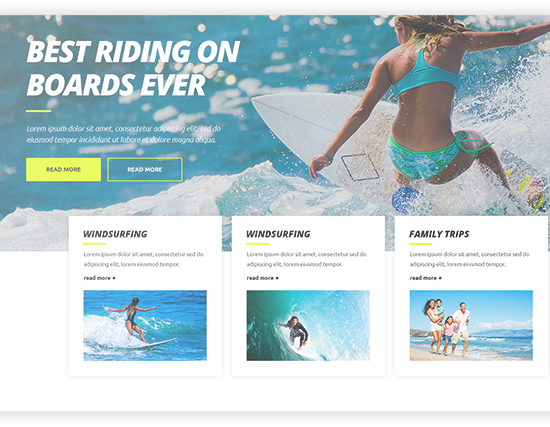 BEST RIDING ON
BOARDS EVER
Lorem ipsum dolor sit amet, consectetur adipiscing elit, sed do
eiusmod tempor incididunt ut labore et dolore magna aliqua.
READ MORE
READ MORE
WINDSURFING
Lorem ipsum dolor sit amet, consectetur sed do
adipiscing elit, lorem eiusmod tempor.
read more +
WINDSURFING
Lorem ipsum dolor sit amet, consectetur sed do
adipiscing elit, lorem eiusmod tempor.
read more +
FAMILY TRIPS
Lorem ipsum dolor sit amet, consectetur sed do
adipiscing elit, lorem eiusmod tempor.
read more +